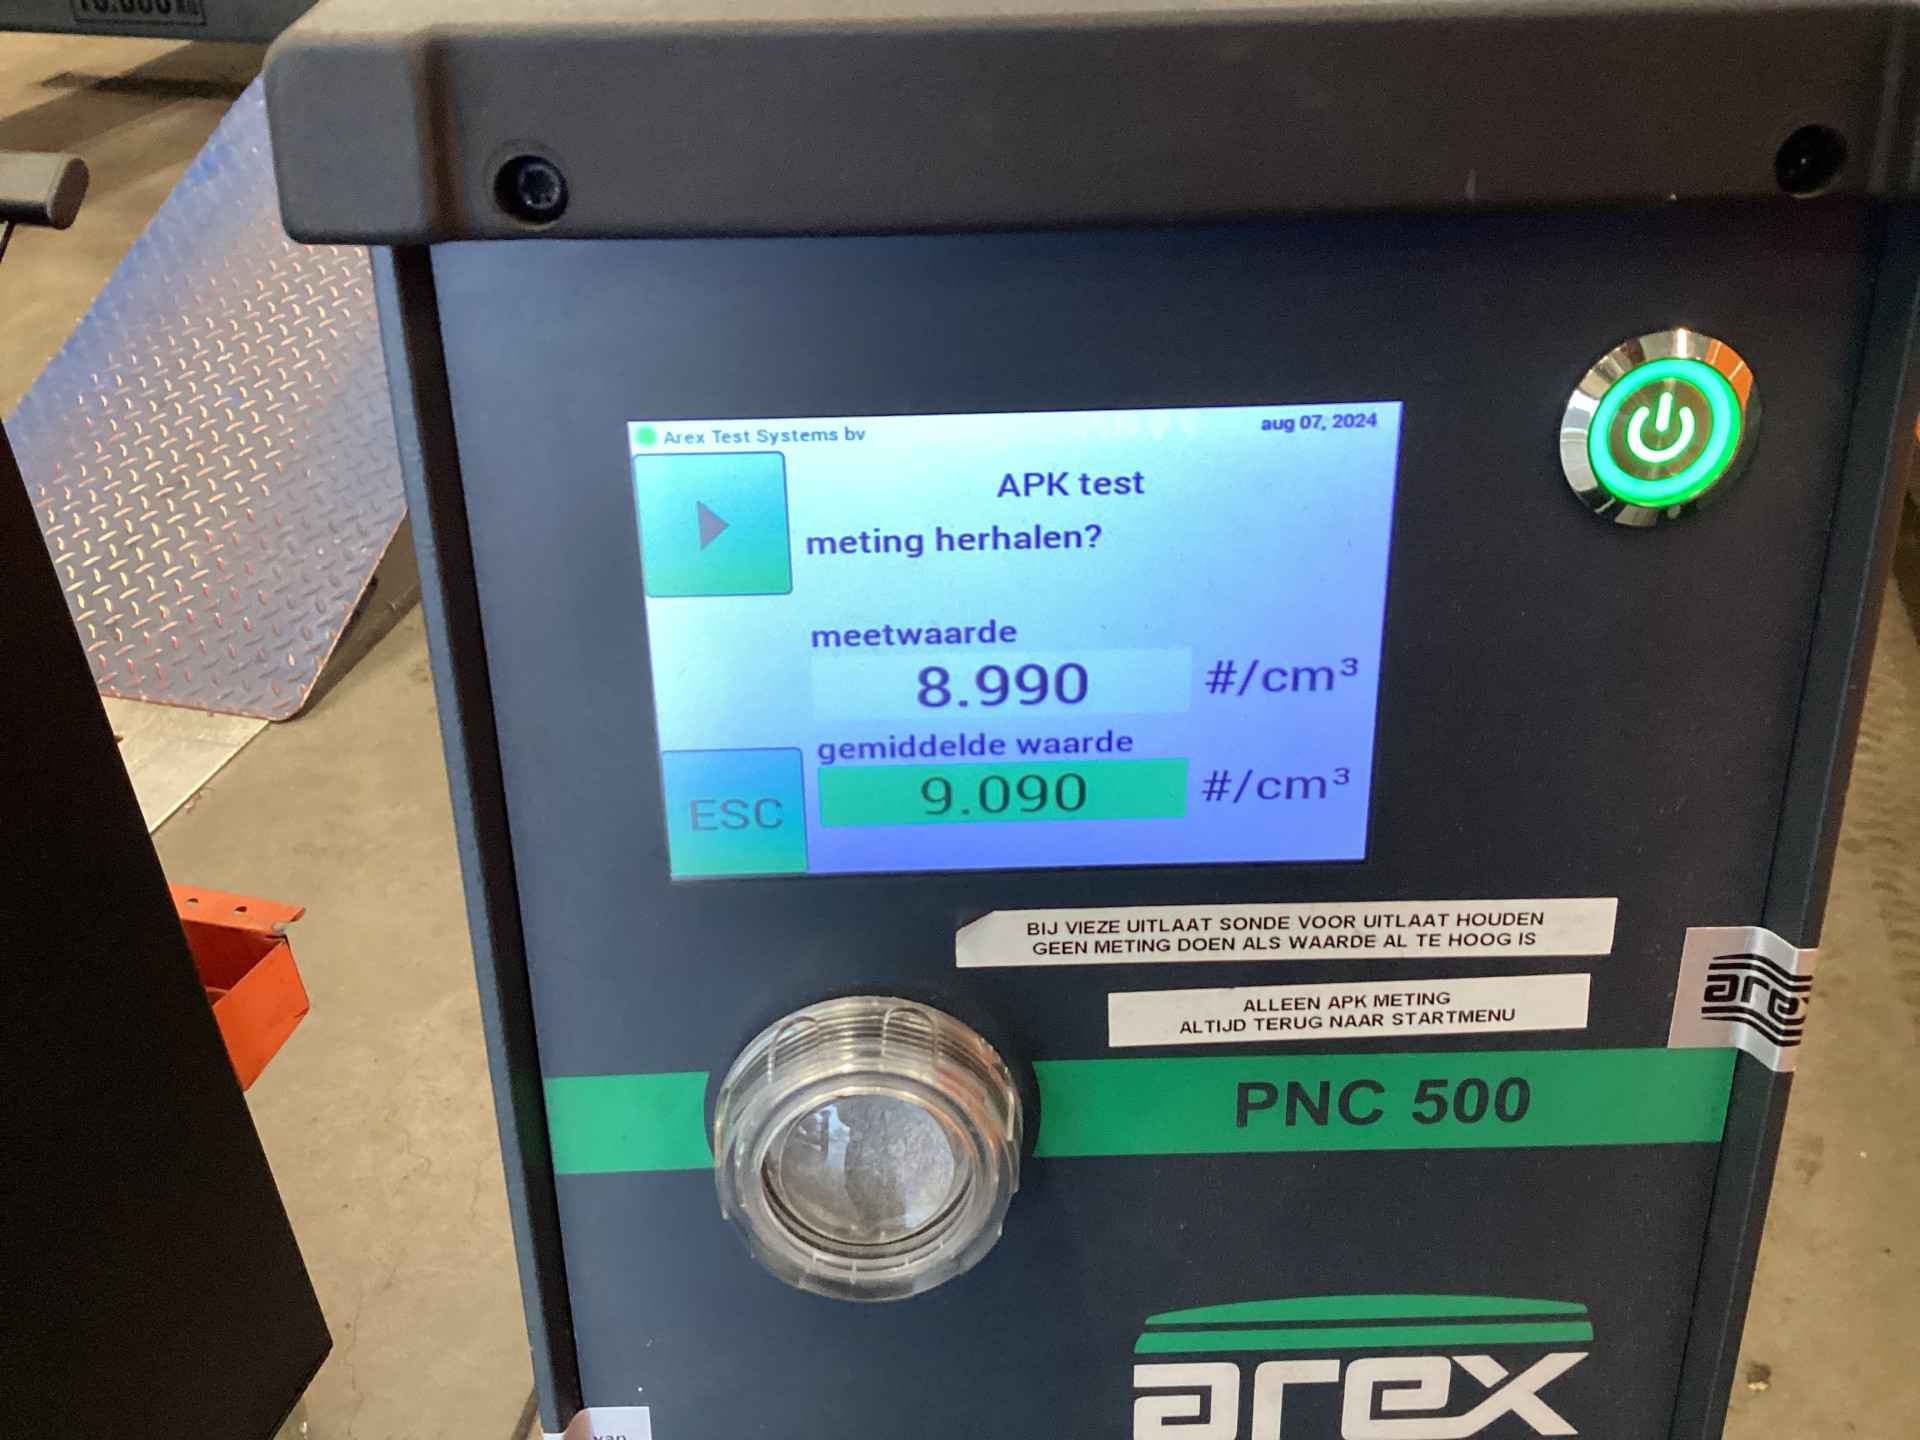 Arex Test Systems bv
aug 07, 2024
APK test
meting herhalen?
meetwaarde
8.990 #/cm³
gemiddelde waarde
9.090 #/cm³
ESC
BIJ VIEZE UITLAAT SONDE VOOR UITLAAT HOUDEN
GEEN METING DOEN ALS WAARDE AL TE HOOG IS
ALLEEN APK METING
ALTIJD TERUG NAAR STARTMENU
PNC 500
arex